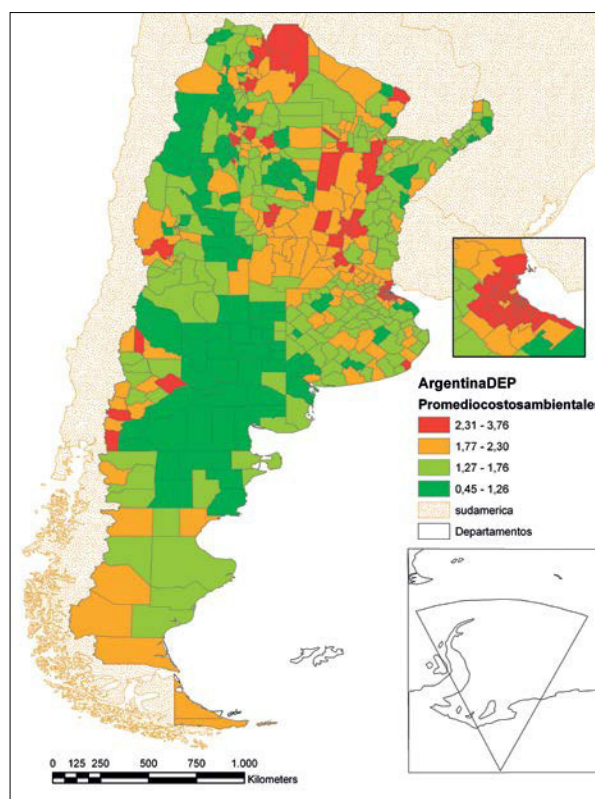 ArgentinaDEP
Promediocostosambientales
2,31 - 3,76
1,77 - 2,30
1,27 - 1,76
0,45 - 1,26
sudamerica
Departamentos
0 125 250 500 750 1.000
Kilometers